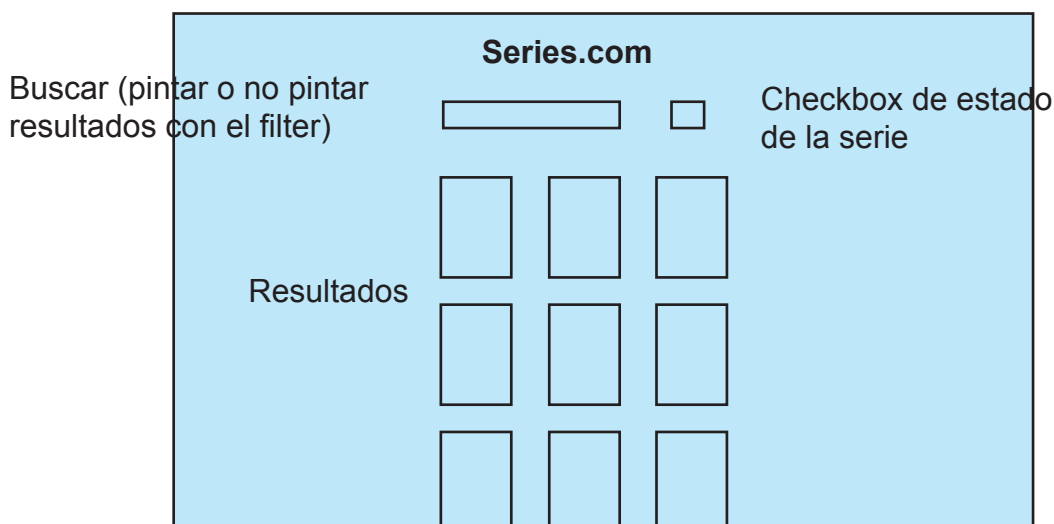 Series.com
Buscar (pintar o no pintar
resultados con el filter)
Checkbox de estado
de la serie
Resultados